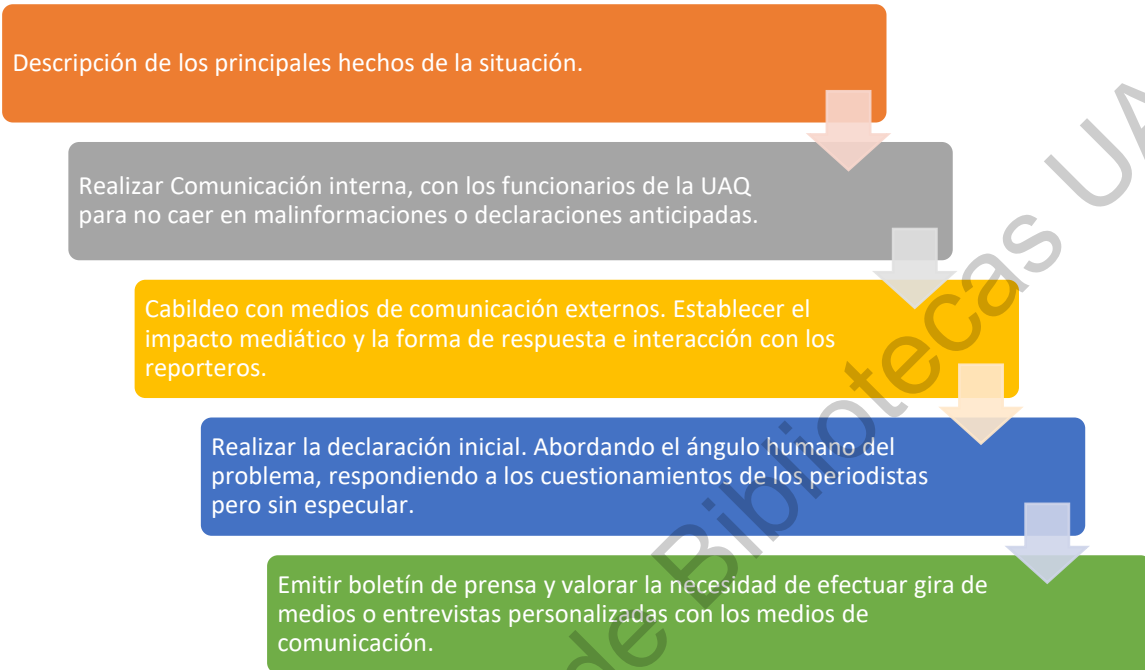 Descripción de los principales hechos de la situación.
Realizar Comunicación interna, con los funcionarios de la UAQ
para no caer en malinformaciones o declaraciones anticipadas.
Cabildeo con medios de comunicación externos. Establecer el
impacto mediático y la forma de respuesta e interacción con los
reporteros.
Realizar la declaración inicial. Abordando el ángulo humano del
problema, respondiendo a los cuestionamientos de los periodistas
pero sin especular.
Emitir boletín de prensa y valorar la necesidad de efectuar gira de
medios o entrevistas personalizadas con los medios de
comunicación.
de Bibliotecas